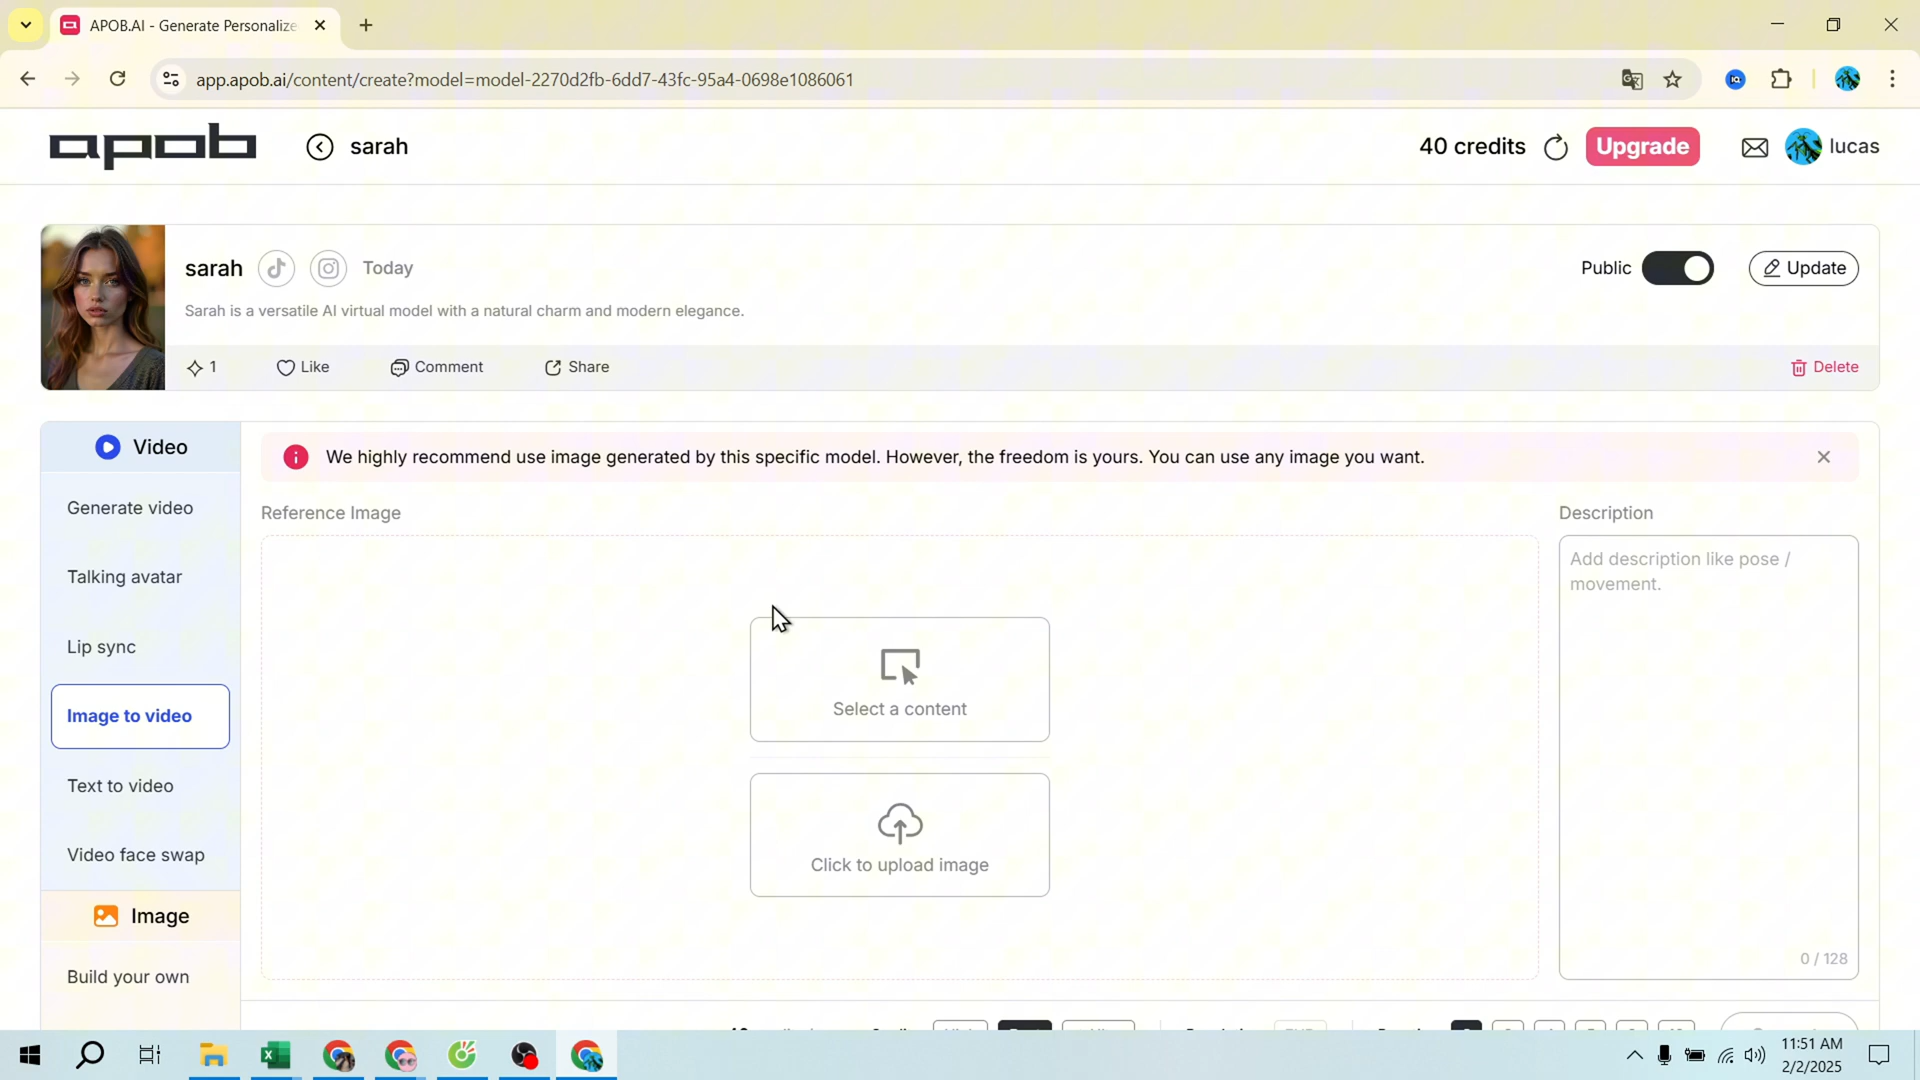 APOB.AI - Generate Personalize
app.apob.ai/content/create?model=model-2270d2fb-6dd7-43fc-95a4-0698e1086061
apob
sarah
40 credits
Upgrade
lucas
sarah
Today
Public
Update
Sarah is a versatile AI virtual model with a natural charm and modern elegance.
1
Like
Comment
Share
Delete
Video
We highly recommend use image generated by this specific model. However, the freedom is yours. You can use any image you want.
Generate video
Talking avatar
Lip sync
Image to video
Text to video
Video face swap
Image
Build your own
Reference Image
Select a content
Click to upload image
Description
Add description like pose /
movement.
0 / 128
11:51 AM
2/2/2025